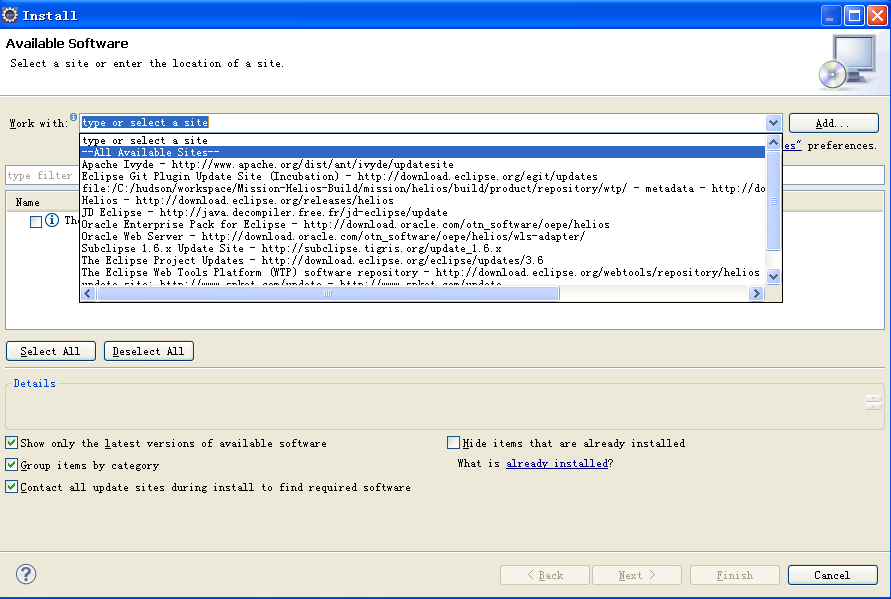 Install
Available Software
Select a site or enter the location of a site.
Work with:
type or select a site
Add...
type or select a site
--All Available Sites--
es" preferences.
Apache Ivyde - http://www.apache.org/dist/ant/ivyde/updatesite
type filter
Eclipse Git Plugin Update Site (Incubation) - http://download.eclipse.org/egit/updates
file:/C:/hudson/workspace/Mission-Helios-Build/mission/helios/build/product/repository/wtp/ - metadata - http://do
Name
Helios - http://download.eclipse.org/releases/helios
JD Eclipse - http://java.decompiler.free.fr/jd-eclipse/update
The
Oracle Enterprise Pack for Eclipse - http://download.oracle.com/otn_software/oepe/helios
Oracle Web Server - http://download.oracle.com/otn_software/oepe/helios/wls-adapter/
Subclipse 1.6.x Update Site - http://subclipse.tigris.org/update_1.6.x
The Eclipse Project Updates - http://download.eclipse.org/eclipse/updates/3.6
The Eclipse Web Tools Platform (WTP) software repository - http://download.eclipse.org/webtools/repository/helios
update site: http://www.spket.com/update - http://www.spket.com/update
Select All
Deselect All
Details
Show only the latest versions of available software
Hide items that are already installed
Group items by category
What is already installed?
Contact all update sites during install to find required software
?
< Back
Next >
Finish
Cancel